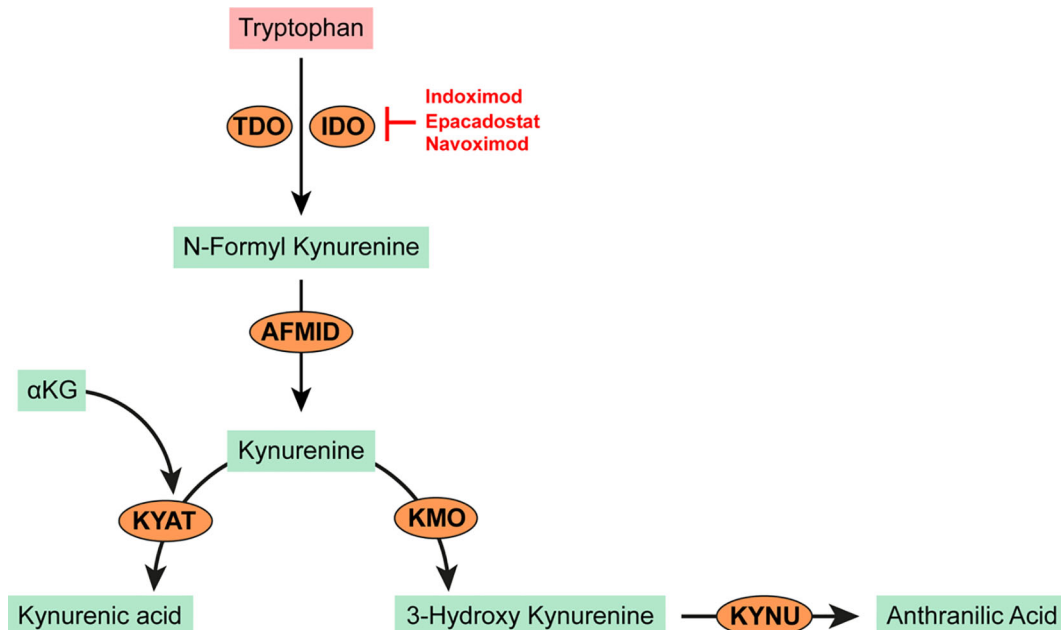 Tryptophan
TDO
IDO
Indoximod
Epacadostat
Navoximod
N-Formyl Kynurenine
AFMID
αKG
Kynurenine
KYAT
KMO
Kynurenic acid
3-Hydroxy Kynurenine
KYNU
Anthranilic Acid